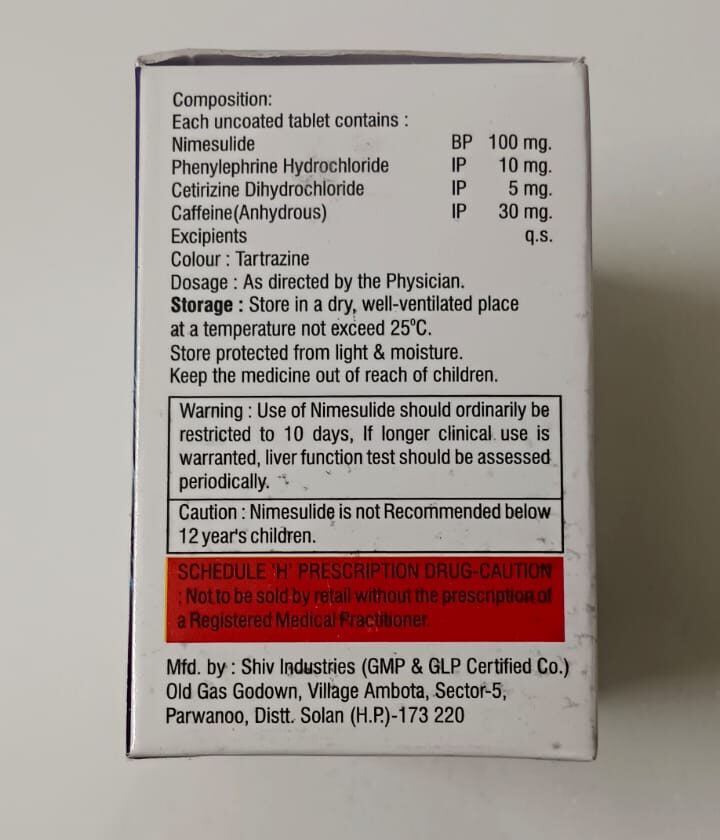 Composition:
Each uncoated tablet contains :
Nimesulide BP 100 mg.
Phenylephrine Hydrochloride IP 10 mg.
Cetirizine Dihydrochloride IP 5 mg.
Caffeine(Anhydrous) IP 30 mg.
Excipients q.s.
Colour : Tartrazine
Dosage : As directed by the Physician.
Storage : Store in a dry, well-ventilated place
at a temperature not exceed 25°C.
Store protected from light & moisture.
Keep the medicine out of reach of children.
Warning : Use of Nimesulide should ordinarily be
restricted to 10 days, If longer clinical use is
warranted, liver function test should be assessed
periodically.
Caution : Nimesulide is not Recommended below
12 year's children.
SCHEDULE 'H' PRESCRIPTION DRUG-CAUTION
: Not to be sold by retail without the prescription of
a Registered Medical Practitioner.
Mfd. by : Shiv Industries (GMP & GLP Certified Co.)
Old Gas Godown, Village Ambota, Sector-5,
Parwanoo, Distt. Solan (H.P.)-173 220